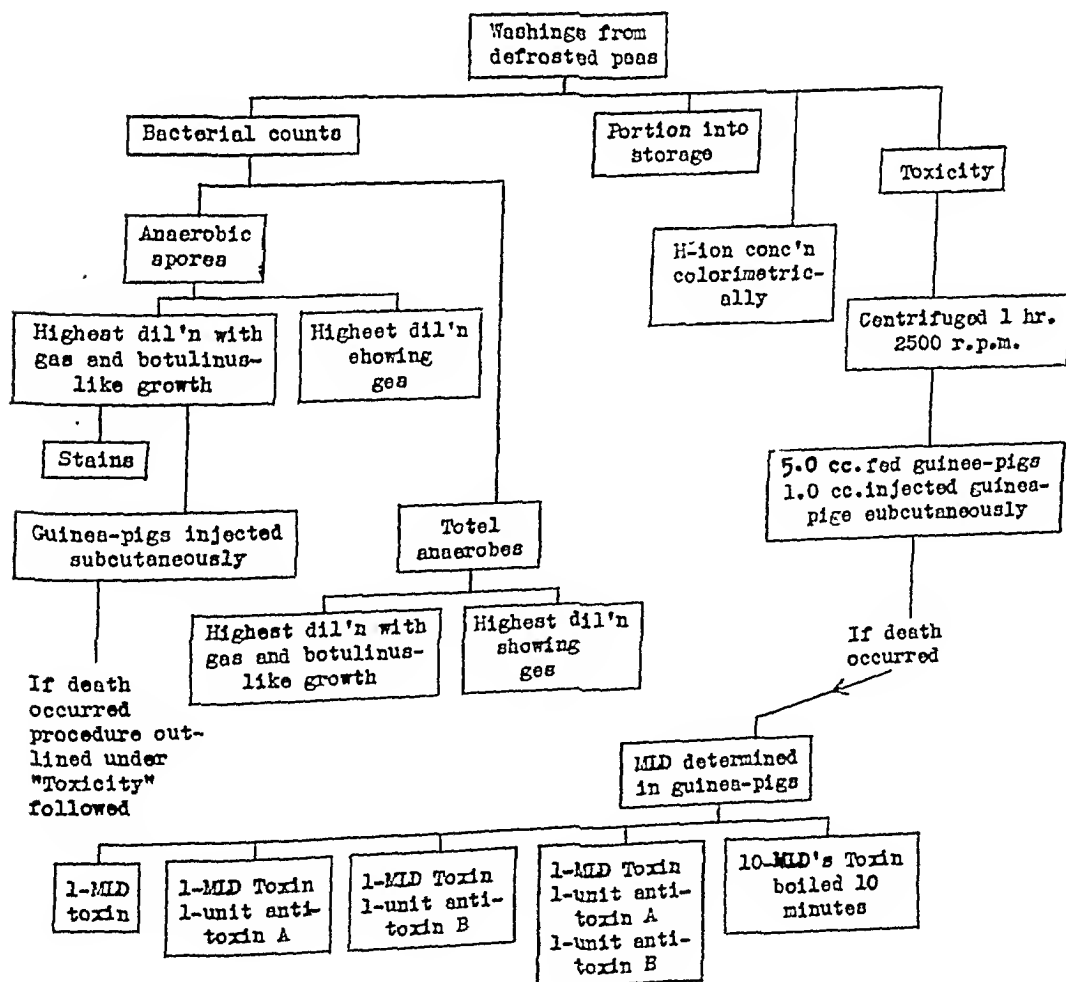 Washings from
defrosted peas
Bacterial counts
Portion into
storage
Toxicity
Anaerobic
spores
H-ion conc'n
colorimetric-
ally
Highest dil'n with
gas and botulinus-
like growth
Highest dil'n
showing
gas
Centrifuged 1 hr.
2500 r.p.m.
Stains
5.0 cc. fed guinea-pigs
1.0 cc. injected guinea-
pigs subcutaneously
Guinea-pigs injected
subcutaneously
Total
anaerobes
Highest dil'n with
gas and botulinus-
like growth
Highest dil'n
showing
gas
If death
occurred
If death
occurred
procedure out-
lined under
"Toxicity"
followed
MLD determined
in guinea-pigs
1-MLD
toxin
1-MLD Toxin
1-unit anti-
toxin A
1-MLD Toxin
1-unit anti-
toxin B
1-MLD Toxin
1-unit anti-
toxin A
1-unit anti-
toxin B
10-MLD's Toxin
boiled 10
minutes